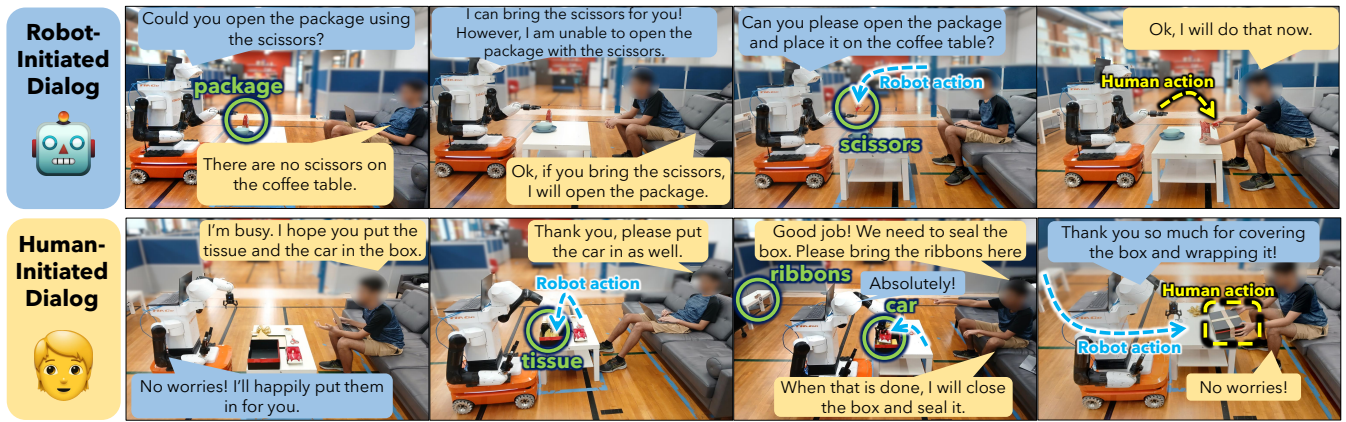 Robot-
Initiated
Dialog
Could you open the package using
the scissors?
package
There are no scissors on
the coffee table.
I can bring the scissors for you!
However, I am unable to open the
package with the scissors.
Ok, if you bring the scissors,
I will open the package.
Can you please open the package
and place it on the coffee table?
Robot action
scissors
Ok, I will do that now.
Human action
Human-
Initiated
Dialog
I'm busy. I hope you put the
tissue and the car in the box.
No worries! I'll happily put them
in for you.
Thank you, please put
the car in as well.
Robot action
tissue
Good job! We need to seal the
box. Please bring the ribbons here
ribbons
Absolutely!
car
When that is done, I will close
the box and seal it.
Thank you so much for covering
the box and wrapping it!
Human action
Robot action
No worries!